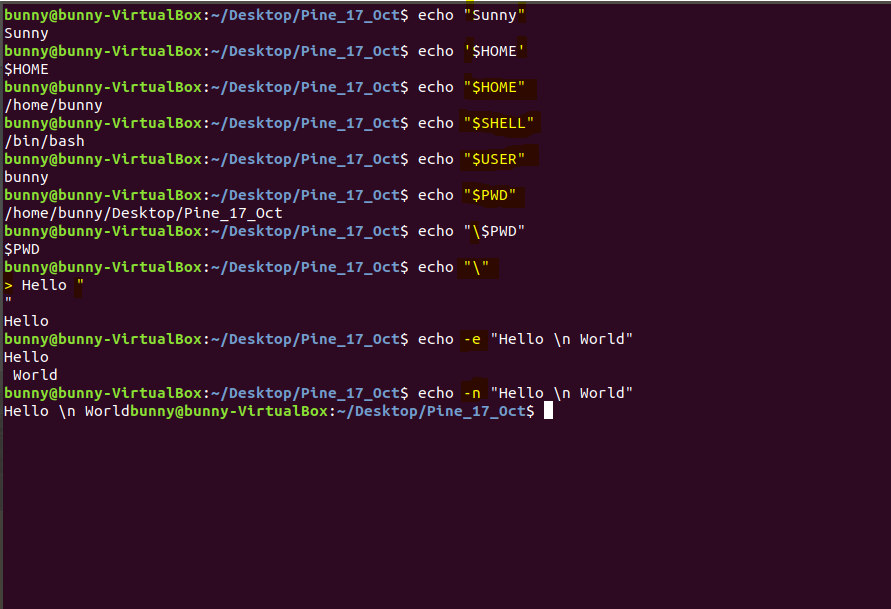 bunny@bunny-VirtualBox:~/Desktop/Pine_17_Oct$ echo "Sunny"
Sunny
bunny@bunny-VirtualBox:~/Desktop/Pine_17_Oct$ echo '$HOME'
$HOME
bunny@bunny-VirtualBox:~/Desktop/Pine_17_Oct$ echo "$HOME"
/home/bunny
bunny@bunny-VirtualBox:~/Desktop/Pine_17_Oct$ echo "$SHELL"
/bin/bash
bunny@bunny-VirtualBox:~/Desktop/Pine_17_Oct$ echo "$USER"
bunny
bunny@bunny-VirtualBox:~/Desktop/Pine_17_Oct$ echo "$PWD"
/home/bunny/Desktop/Pine_17_Oct
bunny@bunny-VirtualBox:~/Desktop/Pine_17_Oct$ echo "\$PWD"
$PWD
bunny@bunny-VirtualBox:~/Desktop/Pine_17_Oct$ echo "\"
> Hello "
"
Hello
bunny@bunny-VirtualBox:~/Desktop/Pine_17_Oct$ echo -e "Hello \n World"
Hello
 World
bunny@bunny-VirtualBox:~/Desktop/Pine_17_Oct$ echo -n "Hello \n World"
Hello \n Worldbunny@bunny-VirtualBox:~/Desktop/Pine_17_Oct$